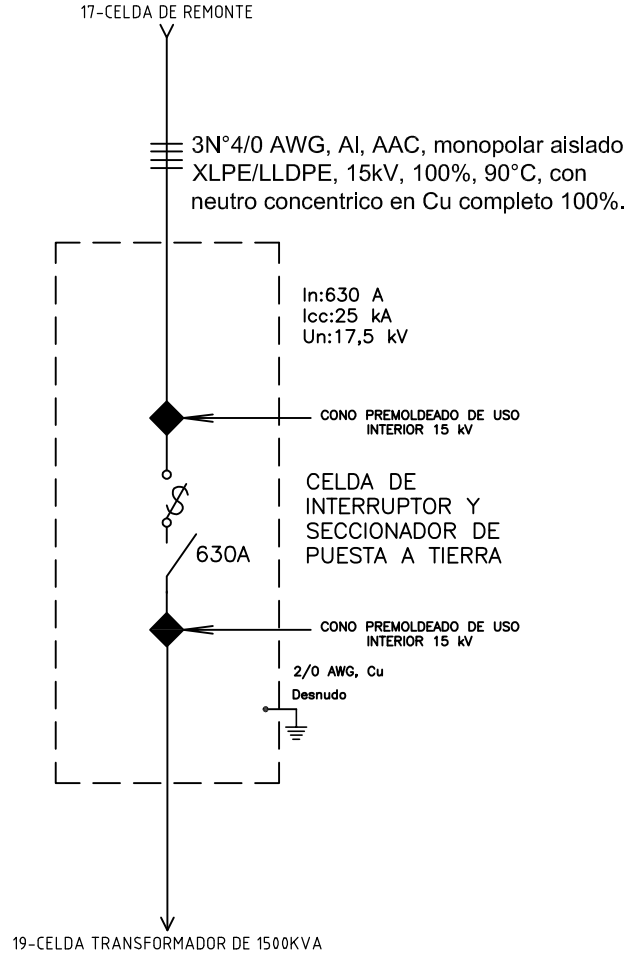 17-CELDA DE REMONTE
3N°4/0 AWG, Al, AAC, monopolar aislado
XLPE/LLDPE, 15kV, 100%, 90°C, con
neutro concentrico en Cu completo 100%.
In:630 A
Icc:25 kA
Un:17,5 kV
CONO PREMOLDEADO DE USO
INTERIOR 15 kV
CELDA DE
INTERRUPTOR Y
SECCIONADOR DE
PUESTA A TIERRA
630A
CONO PREMOLDEADO DE USO
INTERIOR 15 kV
2/0 AWG, Cu
Desnudo
19-CELDA TRANSFORMADOR DE 1500KVA